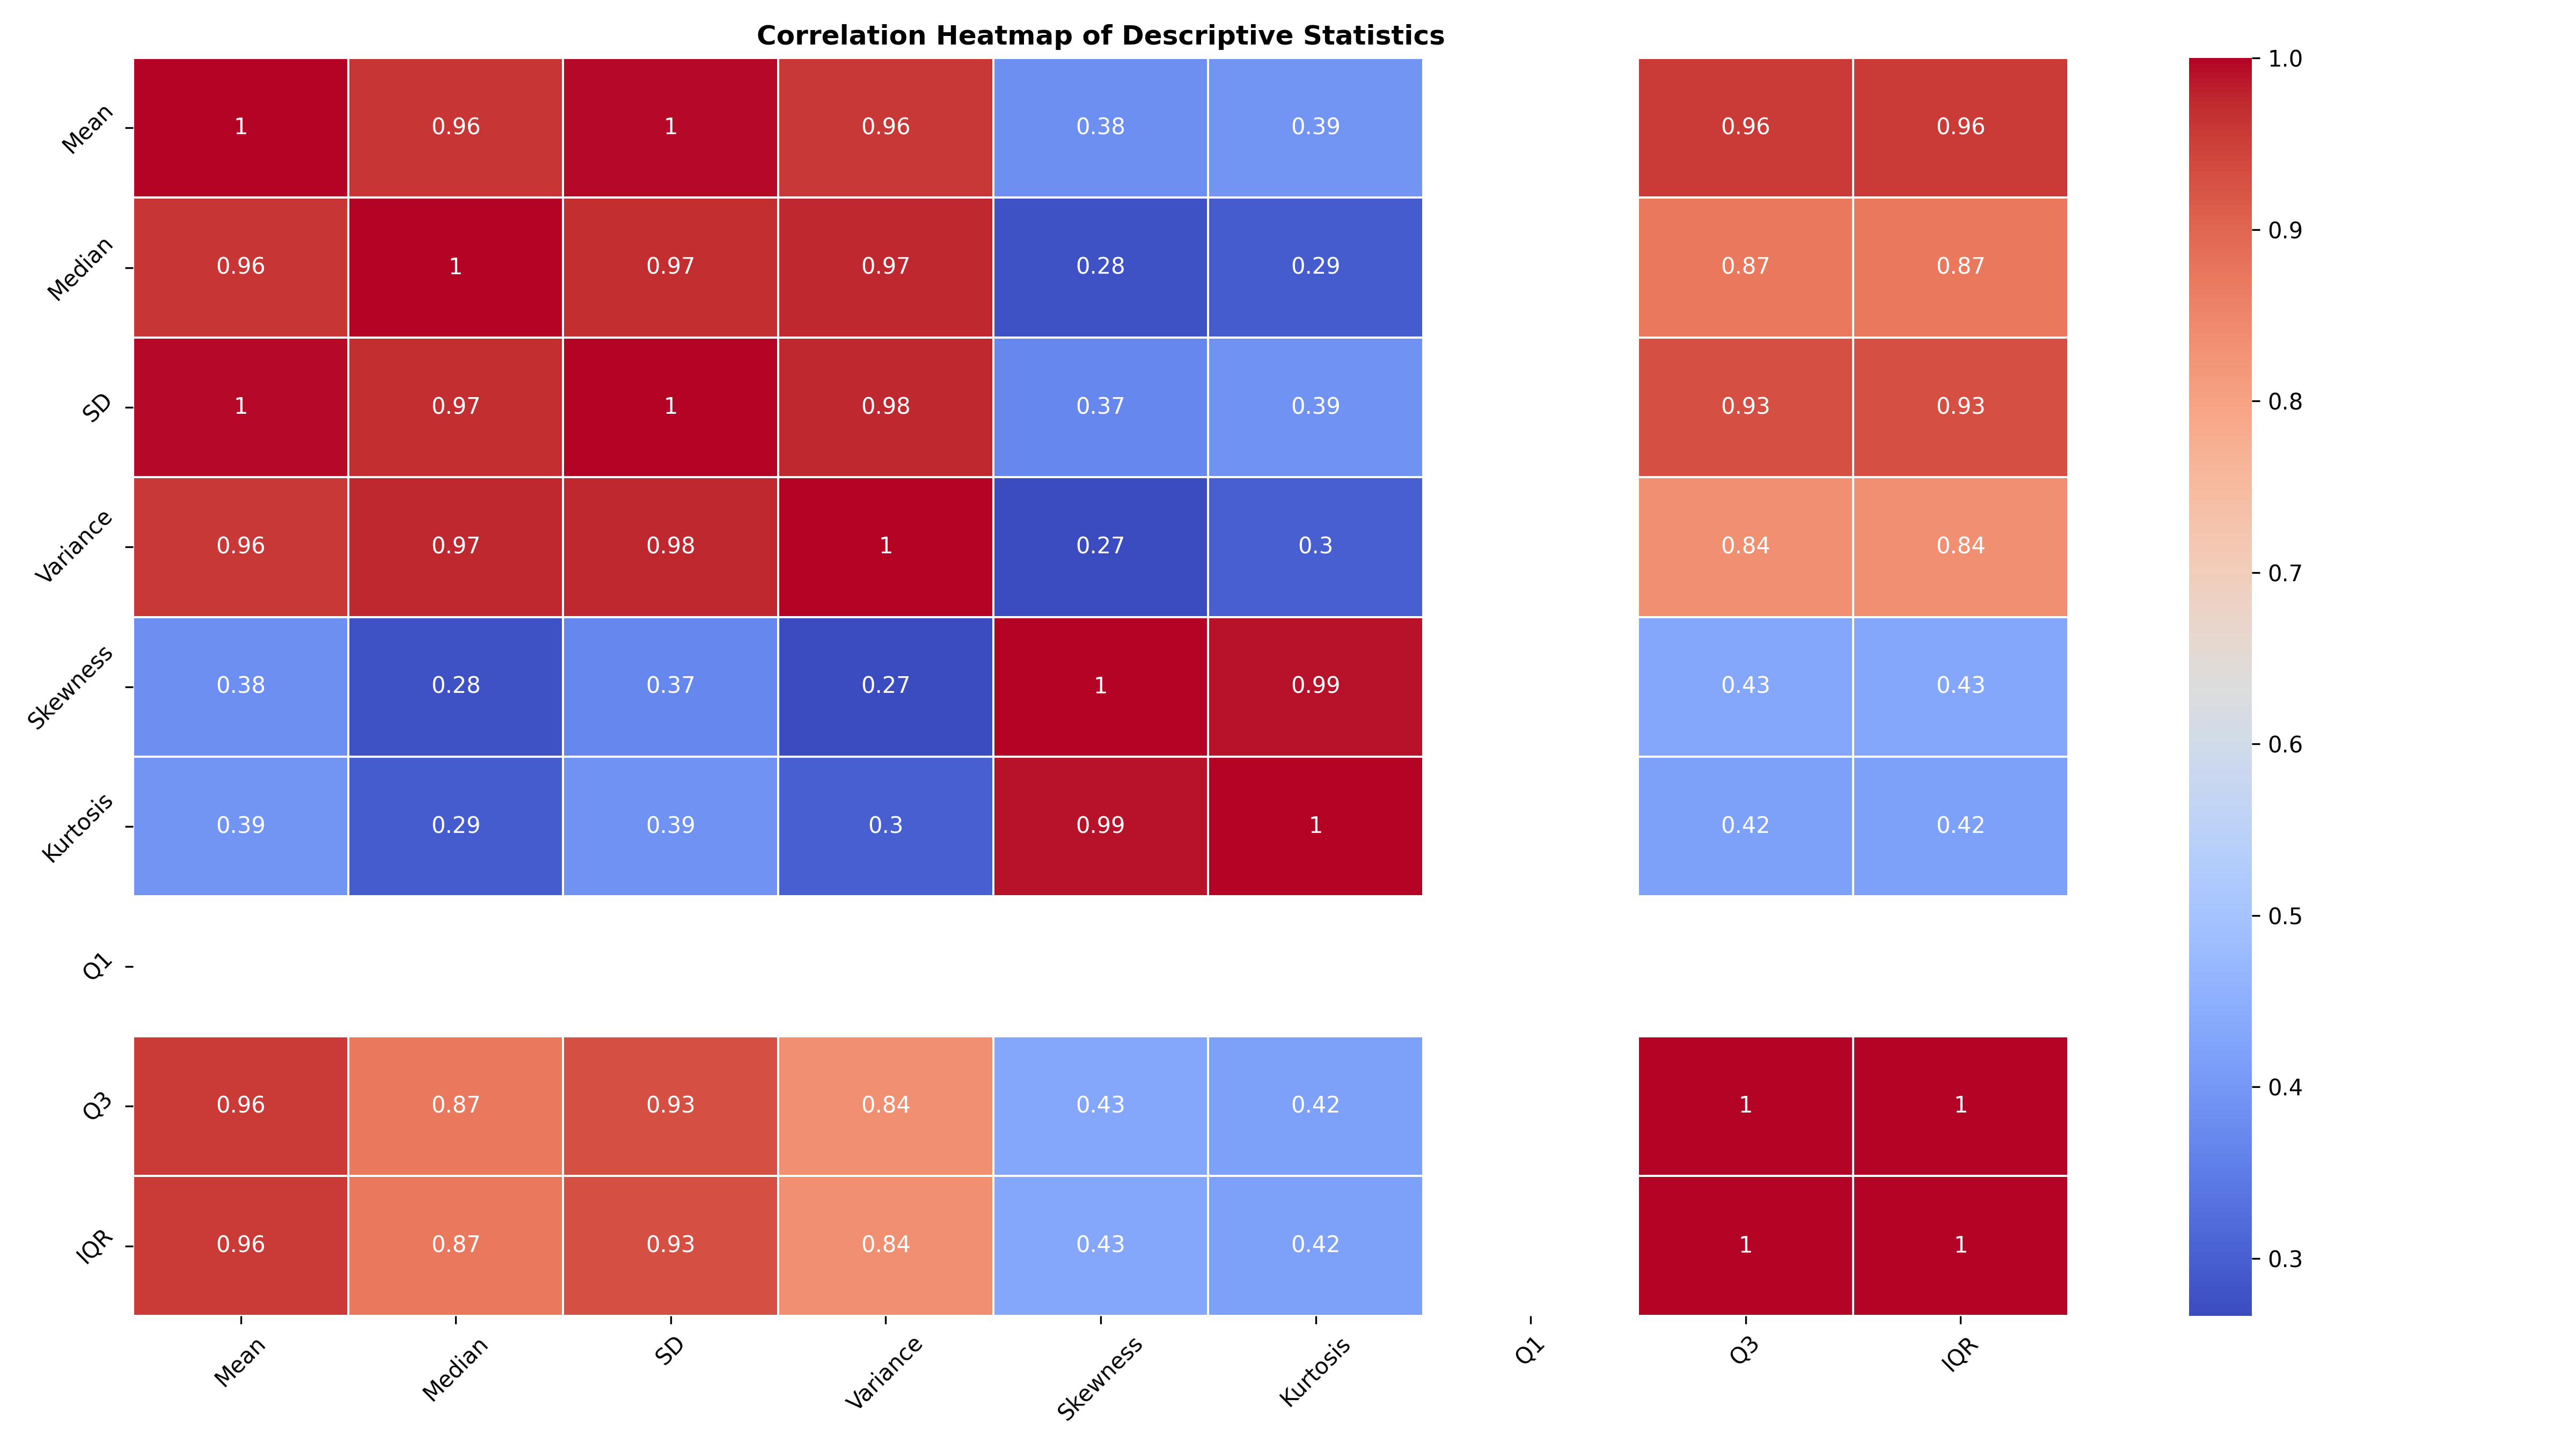 Correlation Heatmap of Descriptive Statistics
Mean 1 0.96 1 0.96 0.38 0.39 0.96 0.96
Median 0.96 1 0.97 0.97 0.28 0.29 0.87 0.87
SD 1 0.97 1 0.98 0.37 0.39 0.93 0.93
Variance 0.96 0.97 0.98 1 0.27 0.3 0.84 0.84
Skewness 0.38 0.28 0.37 0.27 1 0.99 0.43 0.43
Kurtosis 0.39 0.29 0.39 0.3 0.99 1 0.42 0.42
Q1
Q3 0.96 0.87 0.93 0.84 0.43 0.42 1 1
IQR 0.96 0.87 0.93 0.84 0.43 0.42 1 1
Mean Median SD Variance Skewness Kurtosis Q1 Q3 IQR
1.0
0.9
0.8
0.7
0.6
0.5
0.4
0.3